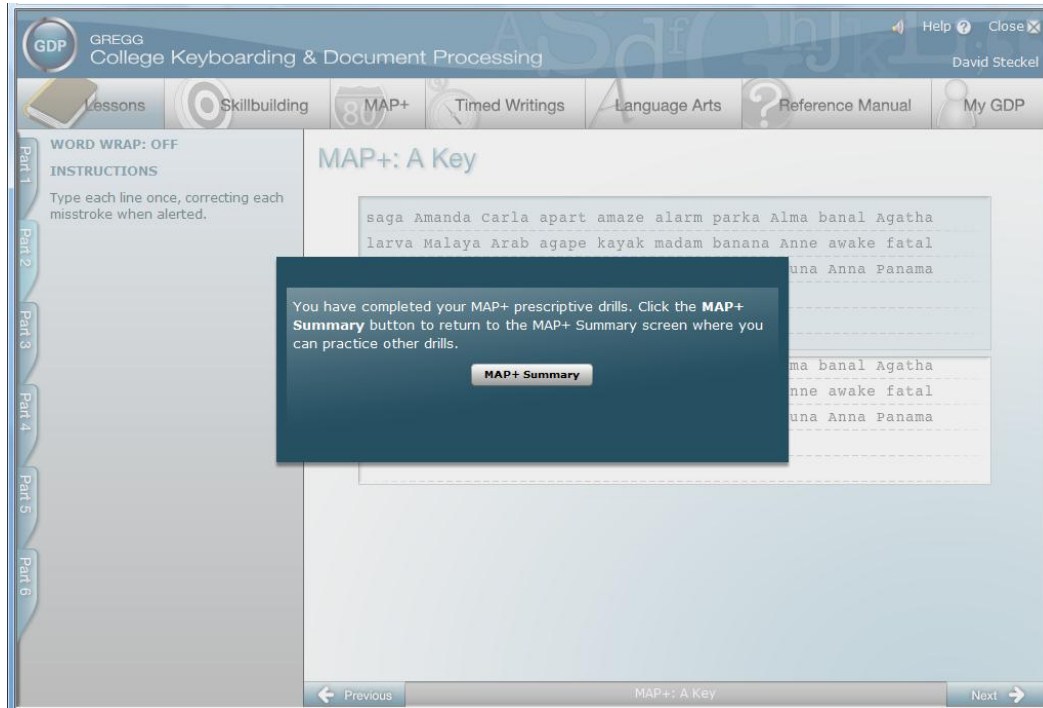 GDP
GREGG
College Keyboarding & Document Processing
Help ? Close
David Steckel
Lessons
Skillbuilding
MAP+
Timed Writings
Language Arts
Reference Manual
My GDP
Part 1
Part 2
Part 3
Part 4
Part 5
Part 6
WORD WRAP: OFF
INSTRUCTIONS
Type each line once, correcting each
misstroke when alerted.
MAP+: A Key
saga Amanda Carla apart amaze alarm parka Alma banal Agatha
larva Malaya Arab agape kayak madam banana Anne awake fatal
una Anna Panama
You have completed your MAP+ prescriptive drills. Click the MAP+
Summary button to return to the MAP+ Summary screen where you
can practice other drills.
MAP+ Summary
ma banal Agatha
nne awake fatal
una Anna Panama
Previous
MAP+: A Key
Next